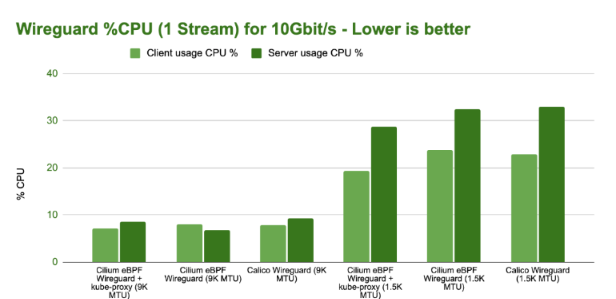 Wireguard %CPU (1 Stream) for 10Gbit/s - Lower is better
Client usage CPU %
Server usage CPU %
40
30
20
10
0
% CPU
Cilium eBPF
Wireguard +
kube-proxy (9K
MTU)
Cilium eBPF
Wireguard (9K MTU)
Calico Wireguard (9K
MTU)
Cilium eBPF
Wireguard +
kube-proxy (1.5K
MTU)
Cilium eBPF
Wireguard (1.5K
MTU)
Calico Wireguard
(1.5K MTU)